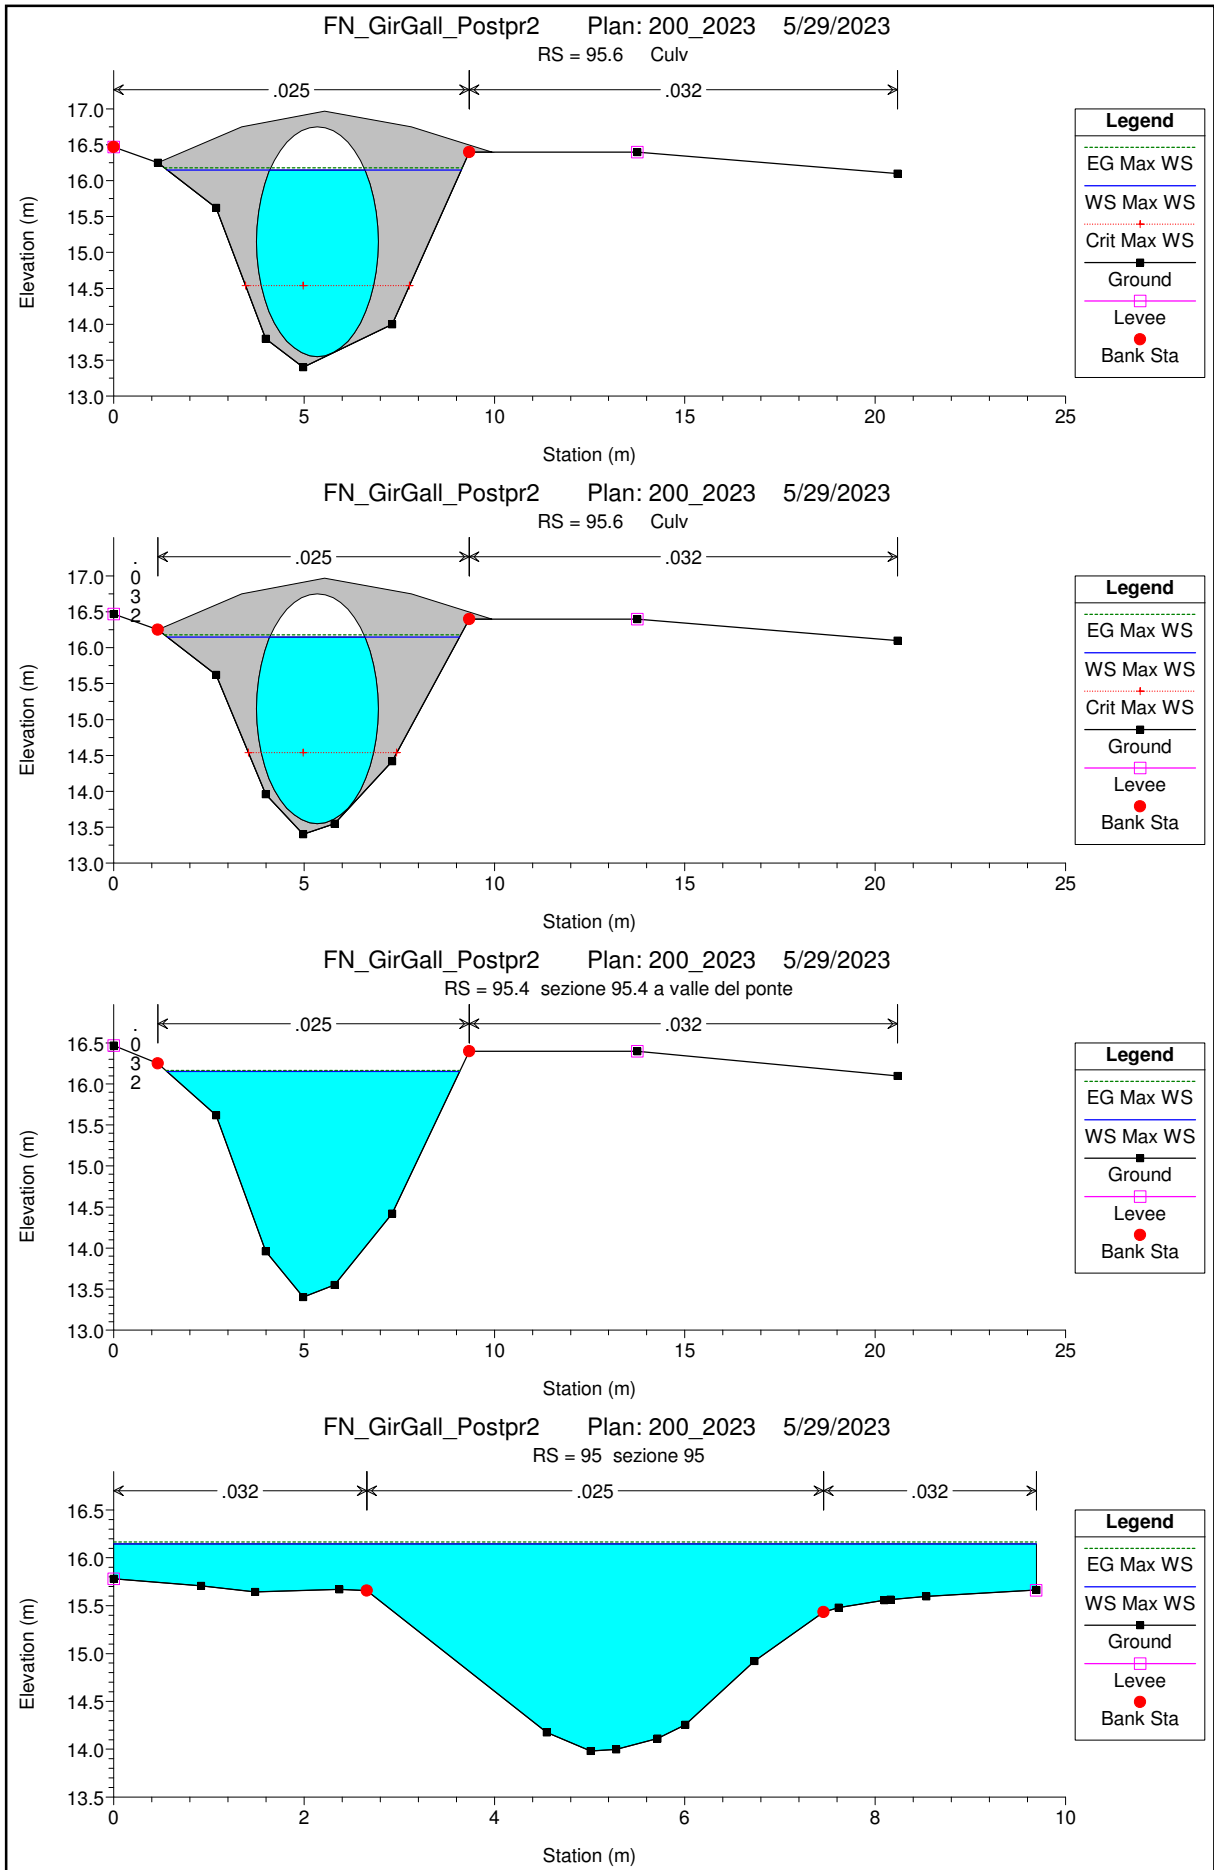 FN_GirGall_Postpr2 Plan: 200_2023 5/29/2023
RS = 95.6 Culv
.025 .032
17.0
16.5
16.0
15.5
15.0
14.5
14.0
13.5
13.0
Elevation (m)
0 5 10 15 20 25
Station (m)
Legend
EG Max WS
WS Max WS
Crit Max WS
Ground
Levee
Bank Sta
FN_GirGall_Postpr2 Plan: 200_2023 5/29/2023
RS = 95.6 Culv
.032 .025 .032
17.0
16.5
16.0
15.5
15.0
14.5
14.0
13.5
13.0
Elevation (m)
0 5 10 15 20 25
Station (m)
Legend
EG Max WS
WS Max WS
Crit Max WS
Ground
Levee
Bank Sta
FN_GirGall_Postpr2 Plan: 200_2023 5/29/2023
RS = 95.4 sezione 95.4 a valle del ponte
.032 .025 .032
16.5
16.0
15.5
15.0
14.5
14.0
13.5
13.0
Elevation (m)
0 5 10 15 20 25
Station (m)
Legend
EG Max WS
WS Max WS
Ground
Levee
Bank Sta
FN_GirGall_Postpr2 Plan: 200_2023 5/29/2023
RS = 95 sezione 95
.032 .025 .032
16.5
16.0
15.5
15.0
14.5
14.0
13.5
Elevation (m)
0 2 4 6 8 10
Station (m)
Legend
EG Max WS
WS Max WS
Ground
Levee
Bank Sta